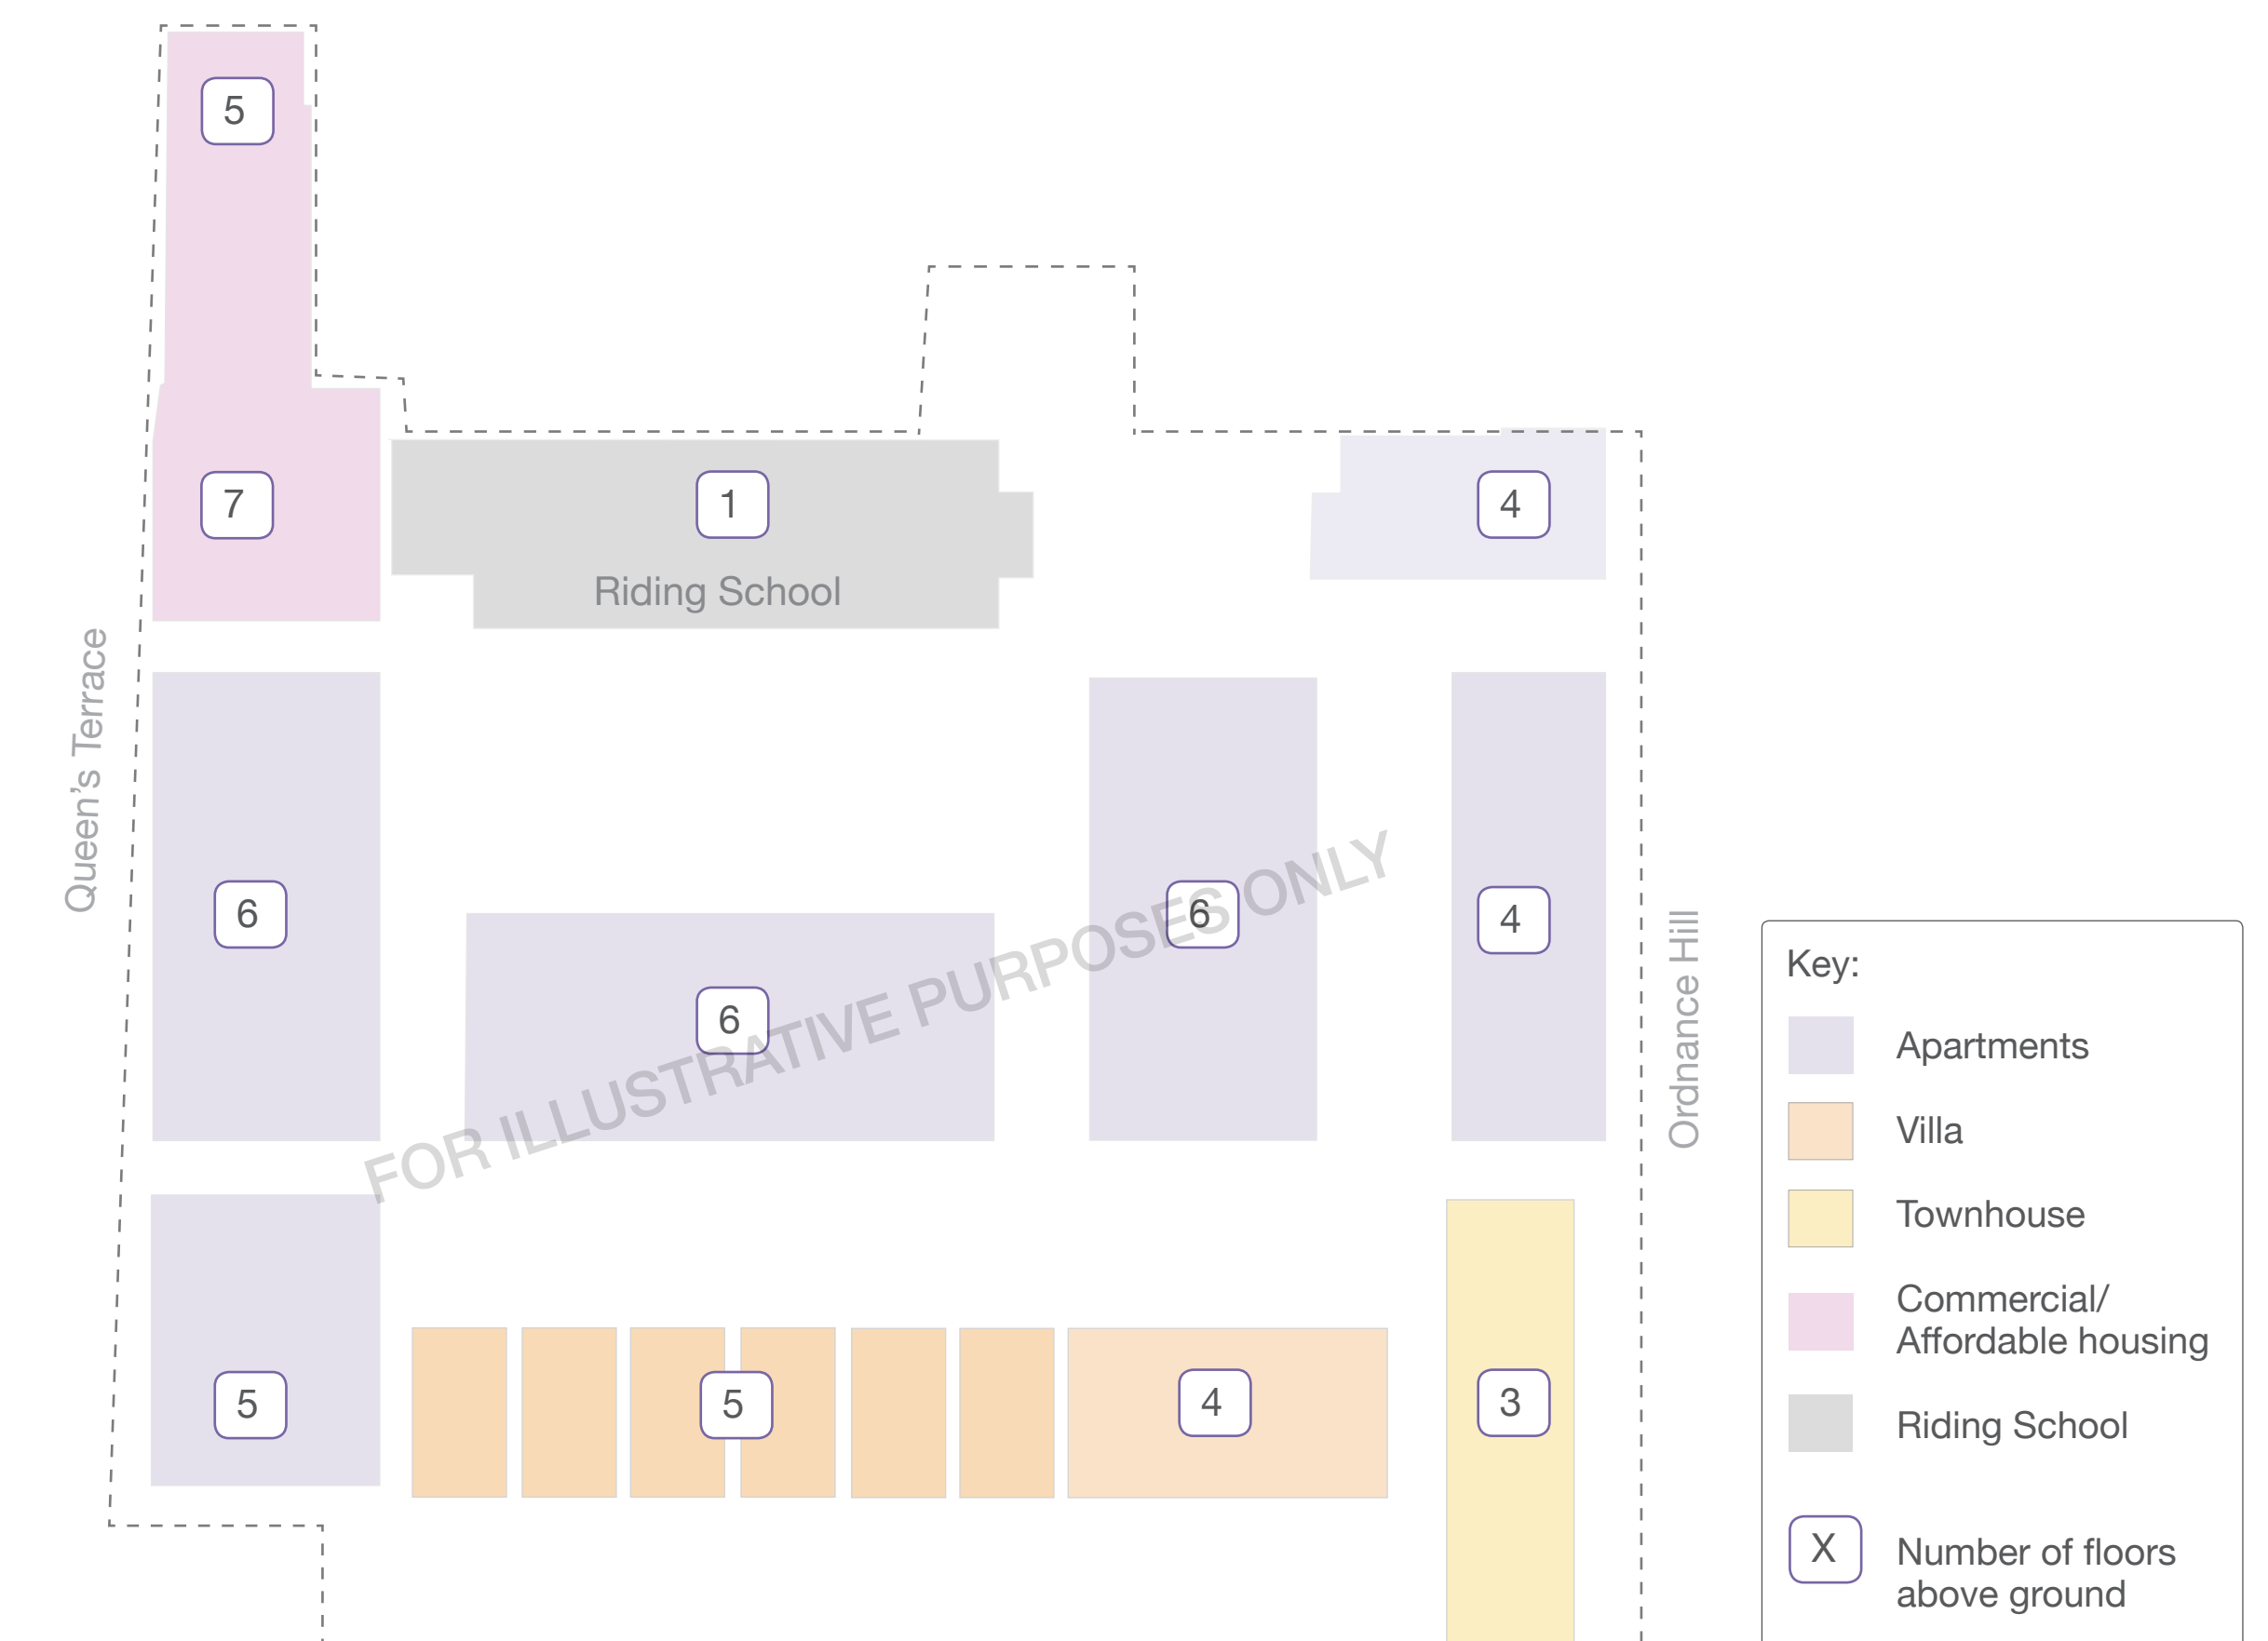 5
7
1
4
Riding School
Queen's Terrace
6
6
4
6
FOR ILLUSTRATIVE PURPOSES ONLY
Ordnance Hill
5
5
4
3
Key:
Apartments
Villa
Townhouse
Commercial/
Affordable housing
Riding School
X
Number of floors
above ground